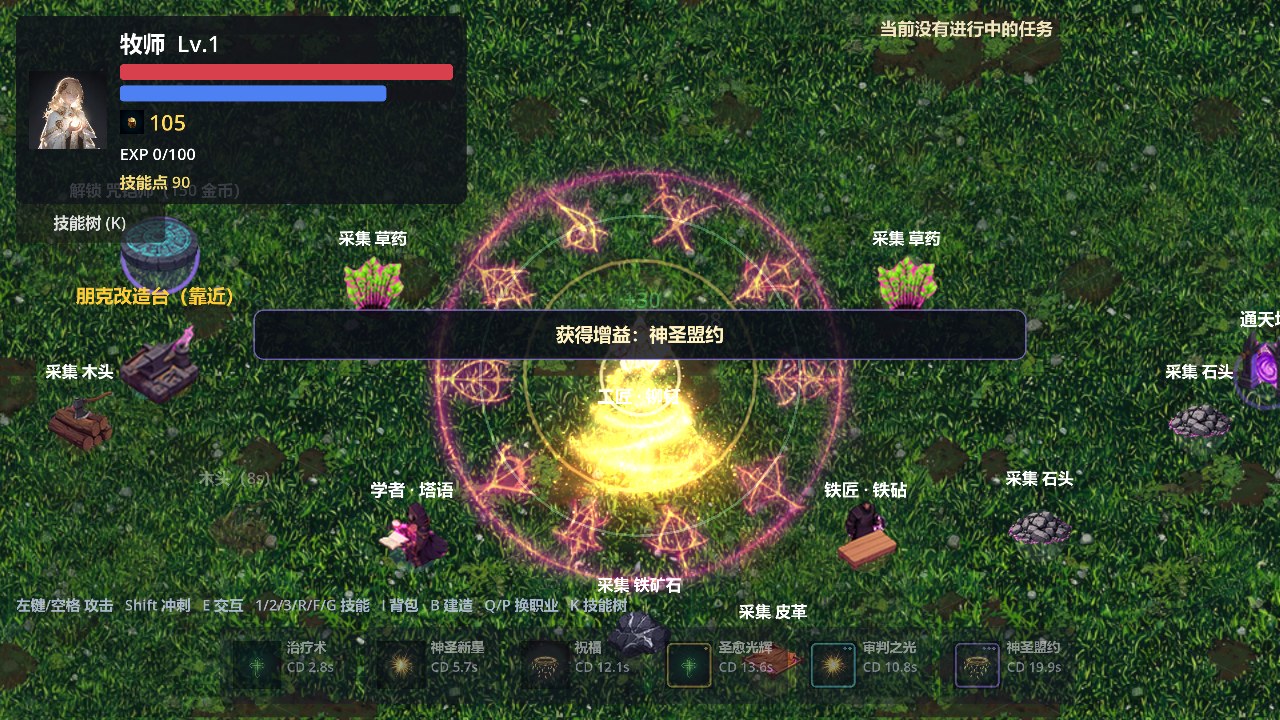 牧师 Lv.1
当前没有进行中的任务
105
EXP 0/100
技能点 90
技能树 (K)
采集 草药
采集 草药
30
28
朋克改造台（靠近）
通天塔
获得增益：神圣盟约
采集 木头
采集 石头
木头（8s）
学者 · 塔语
铁匠 · 铁砧
采集 石头
采集 铁矿石
左键/空格 攻击 Shift 冲刺 E 交互 1/2/3/R/F/G 技能 I 背包 B 建造 Q/P 换职业 K 技能树
采集 皮革
治疗术
CD 2.8s
神圣新星
CD 5.7s
祝福
CD 12.1s
圣愈光辉
CD 13.6s
审判之光
CD 10.8s
神圣盟约
CD 19.9s